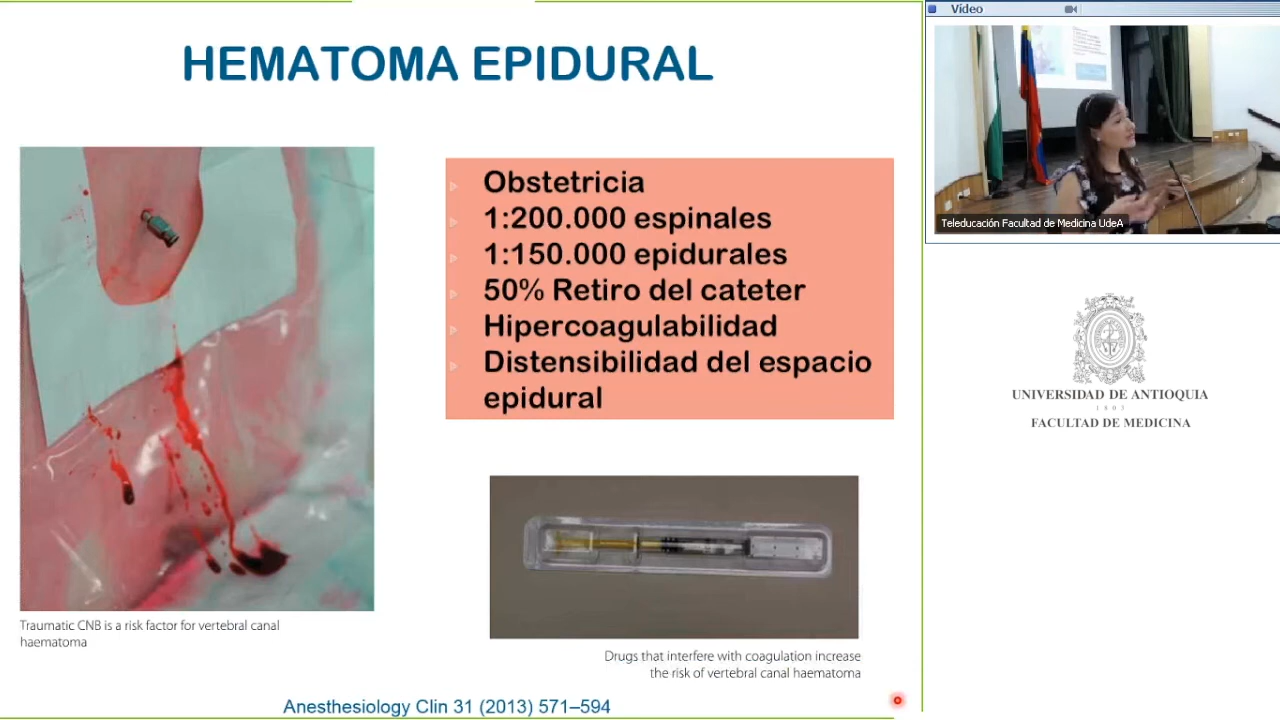 HEMATOMA EPIDURAL
Obstetricia
1:200.000 espinales
1:150.000 epidurales
50% Retiro del cateter
Hipercoagulabilidad
Distensibilidad del espacio
epidural
Traumatic CNB is a risk factor for vertebral canal
haematoma
Drugs that interfere with coagulation increase
the risk of vertebral canal haematoma
Anesthesiology Clin 31 (2013) 571–594
Vídeo
Teleducación Facultad de Medicina UdeA
UNIVERSIDAD DE ANTIOQUIA
1803
FACULTAD DE MEDICINA